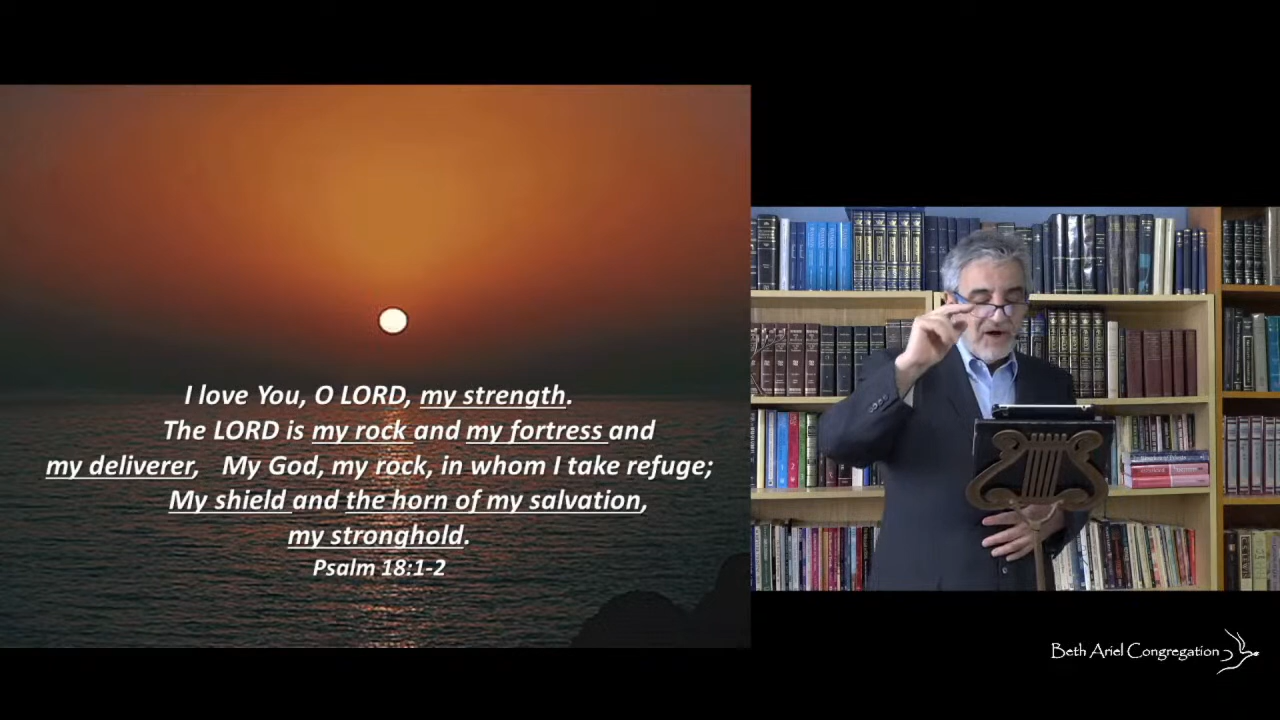 I love You, O LORD, my strength.
The LORD is my rock and my fortress and
my deliverer, My God, my rock, in whom I take refuge;
My shield and the horn of my salvation,
my stronghold.
Psalm 18:1-2
Beth Ariel Congregation